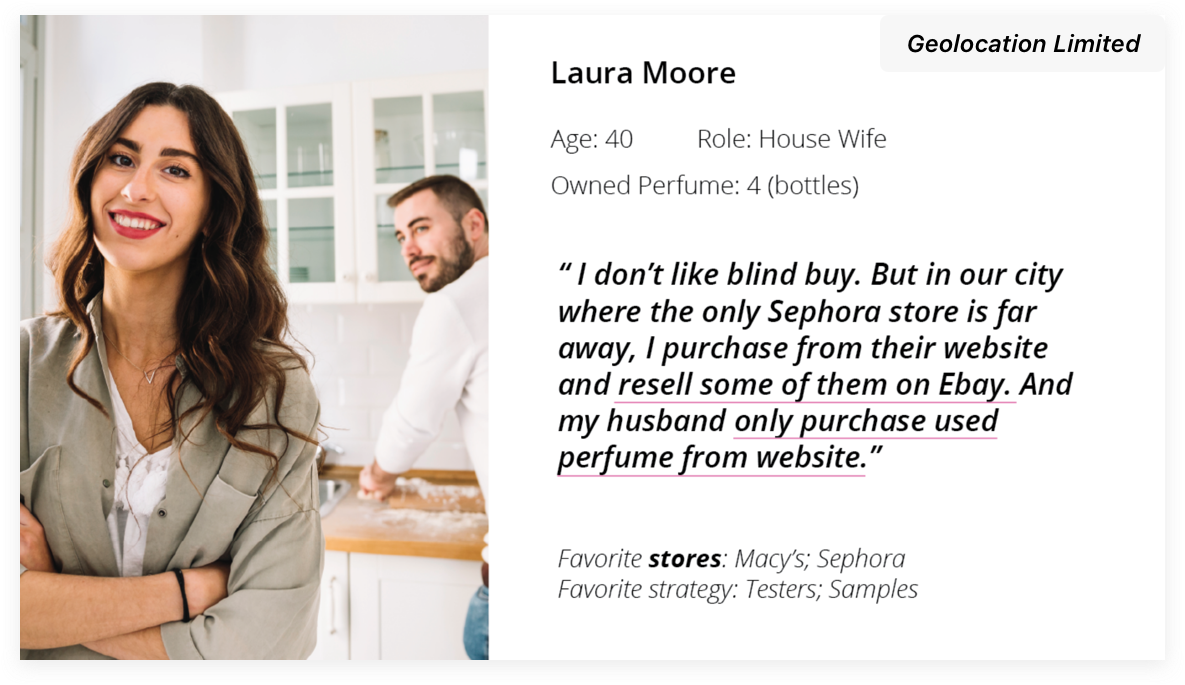 Geolocation Limited
Laura Moore
Age: 40 Role: House Wife
Owned Perfume: 4 (bottles)
“ I don’t like blind buy. But in our city
where the only Sephora store is far
away, I purchase from their website
and resell some of them on Ebay. And
my husband only purchase used
perfume from website.”
Favorite stores: Macy’s; Sephora
Favorite strategy: Testers; Samples